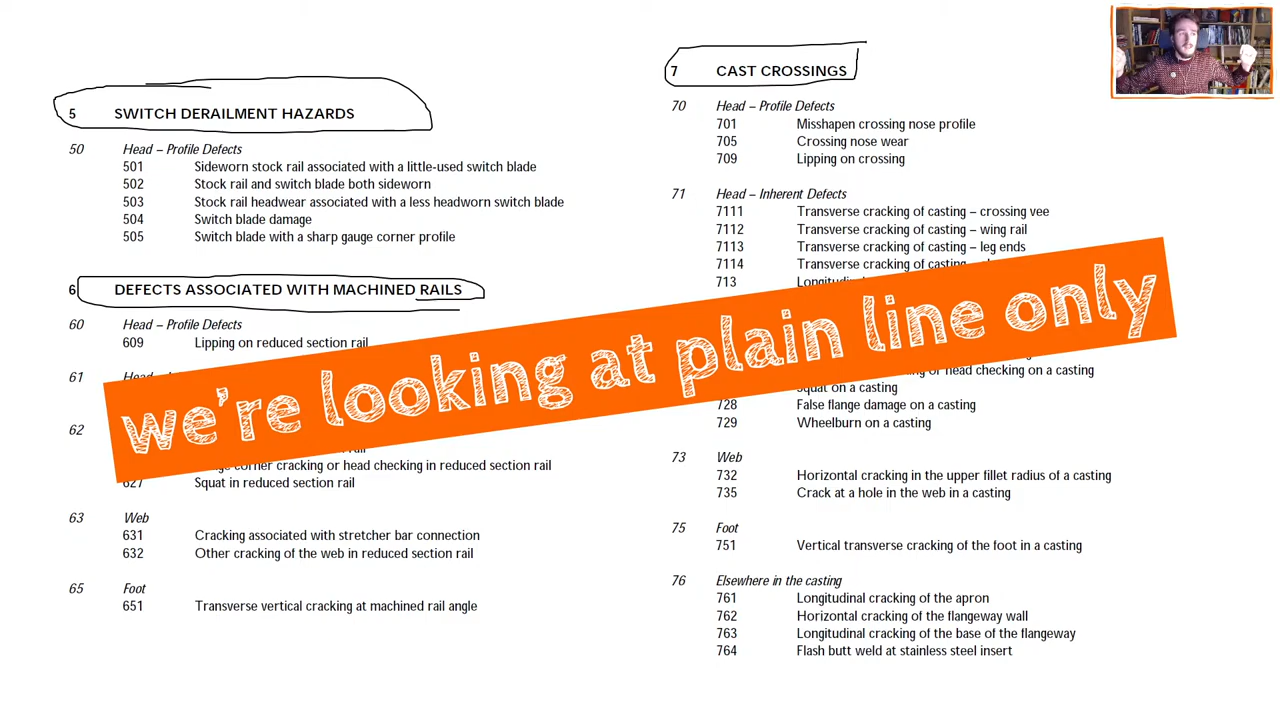 5 SWITCH DERAILMENT HAZARDS
50 Head – Profile Defects
501 Sideworn stock rail associated with a little-used switch blade
502 Stock rail and switch blade both sideworn
503 Stock rail headwear associated with a less headworn switch blade
504 Switch blade damage
505 Switch blade with a sharp gauge corner profile
6 DEFECTS ASSOCIATED WITH MACHINED RAILS
60 Head – Profile Defects
609 Lipping on reduced section rail
61
62
corner cracking or head checking in reduced section rail
627 Squat in reduced section rail
63 Web
631 Cracking associated with stretcher bar connection
632 Other cracking of the web in reduced section rail
65 Foot
651 Transverse vertical cracking at machined rail angle
7 CAST CROSSINGS
70 Head – Profile Defects
701 Misshapen crossing nose profile
705 Crossing nose wear
709 Lipping on crossing
71 Head – Inherent Defects
7111 Transverse cracking of casting – crossing vee
7112 Transverse cracking of casting – wing rail
7113 Transverse cracking of casting – leg ends
7114 Transverse cracking of casting –
713
or head checking on a casting
Squat on a casting
728 False flange damage on a casting
729 Wheelburn on a casting
73 Web
732 Horizontal cracking in the upper fillet radius of a casting
735 Crack at a hole in the web in a casting
75 Foot
751 Vertical transverse cracking of the foot in a casting
76 Elsewhere in the casting
761 Longitudinal cracking of the apron
762 Horizontal cracking of the flangeway wall
763 Longitudinal cracking of the base of the flangeway
764 Flash butt weld at stainless steel insert
we're looking at plain line only